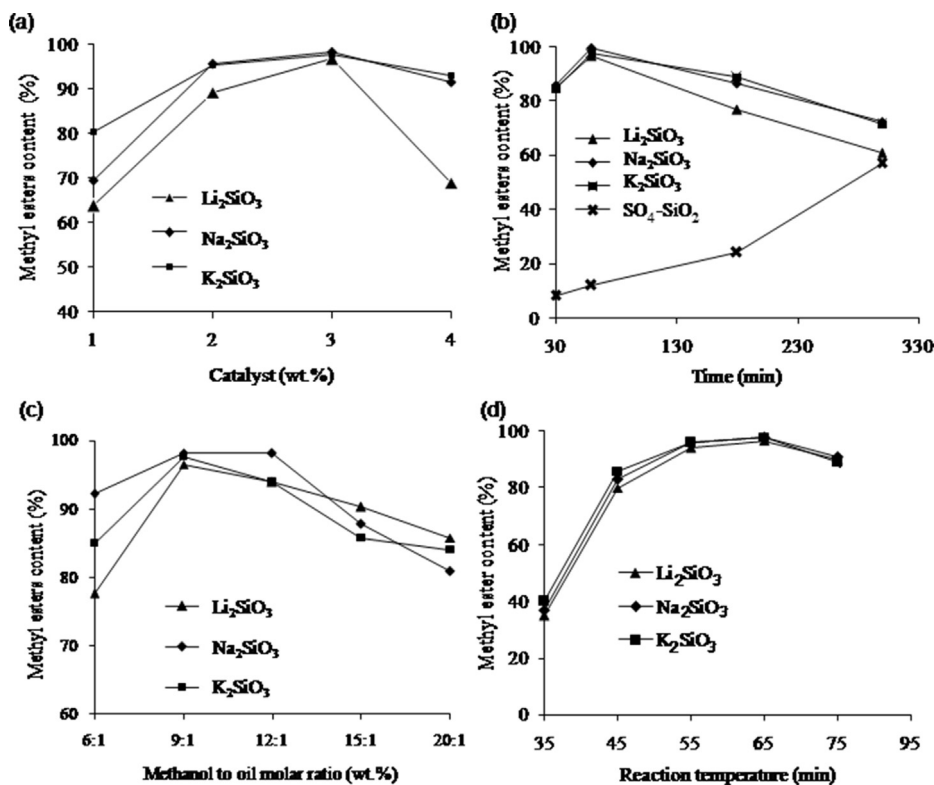 (a)
Methyl esters content (%)
100
90
80
70
60
50
40
Li2SiO3
Na2SiO3
K2SiO3
1 2 3 4
Catalyst (wt.%)
(b)
Methyl esters content (%)
100
80
60
40
20
0
Li2SiO3
Na2SiO3
K2SiO3
SO4-SiO2
30 130 230 330
Time (min)
(c)
Methyl esters content (%)
100
90
80
70
60
Li2SiO3
Na2SiO3
K2SiO3
6:1 9:1 12:1 15:1 20:1
Methanol to oil molar ratio (wt.%)
(d)
Methyl ester content (%)
100
80
60
40
20
0
Li2SiO3
Na2SiO3
K2SiO3
35 45 55 65 75 95
Reaction temperature (min)